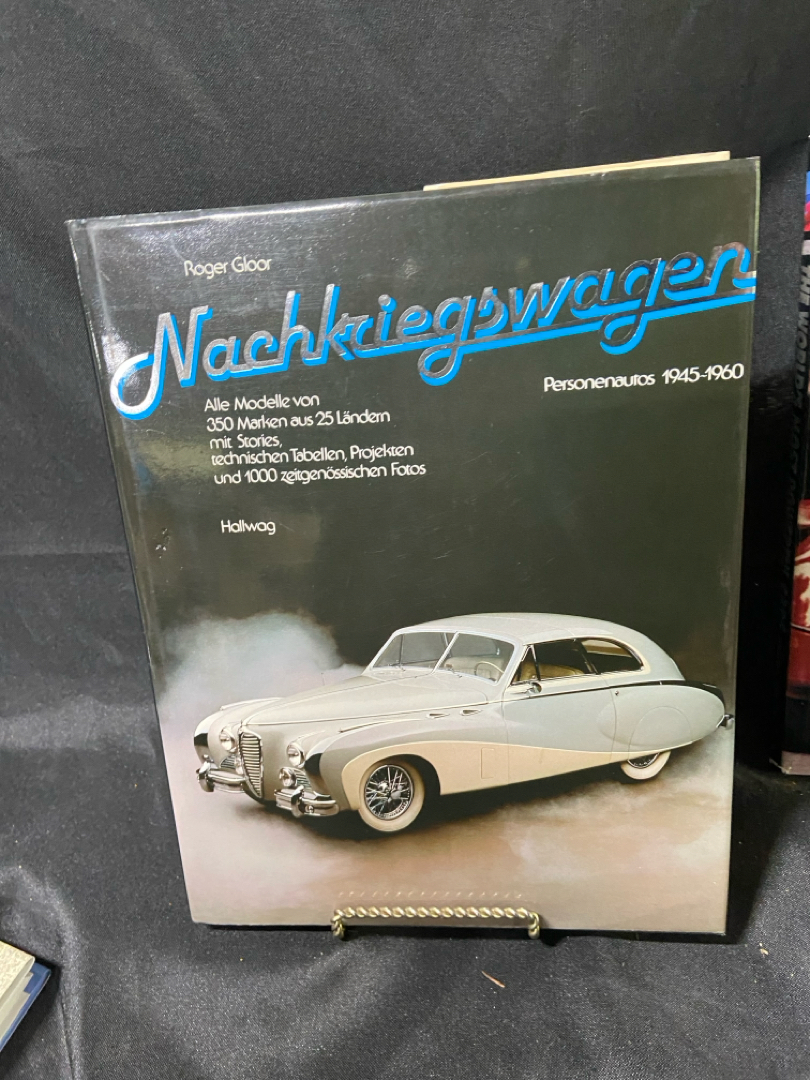 Roger Gloor
Nachkriegswagen
Personenautos 1945-1960
Alle Modelle von
350 Marken aus 25 Ländern
mit Stories,
technischen Tabellen, Projekten
und 1000 zeitgenössischen Fotos
Hallwag